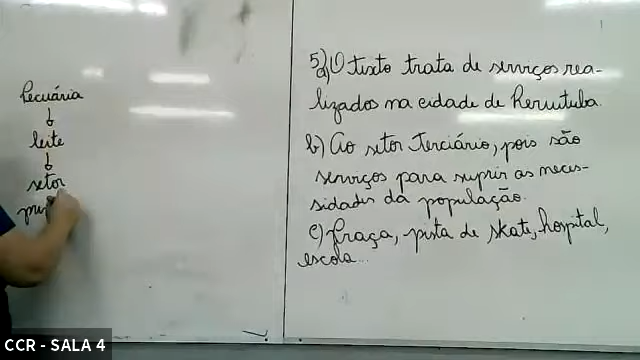 Pecuária
↓
leite
↓
setor
5)a) O texto trata de serviços rea-
lizados na cidade de
b) Ao setor terciário, pois são
serviços para suprir as neces-
sidades da população.
c) Praça, pista de skate, hospital,
escola...
CCR - SALA 4